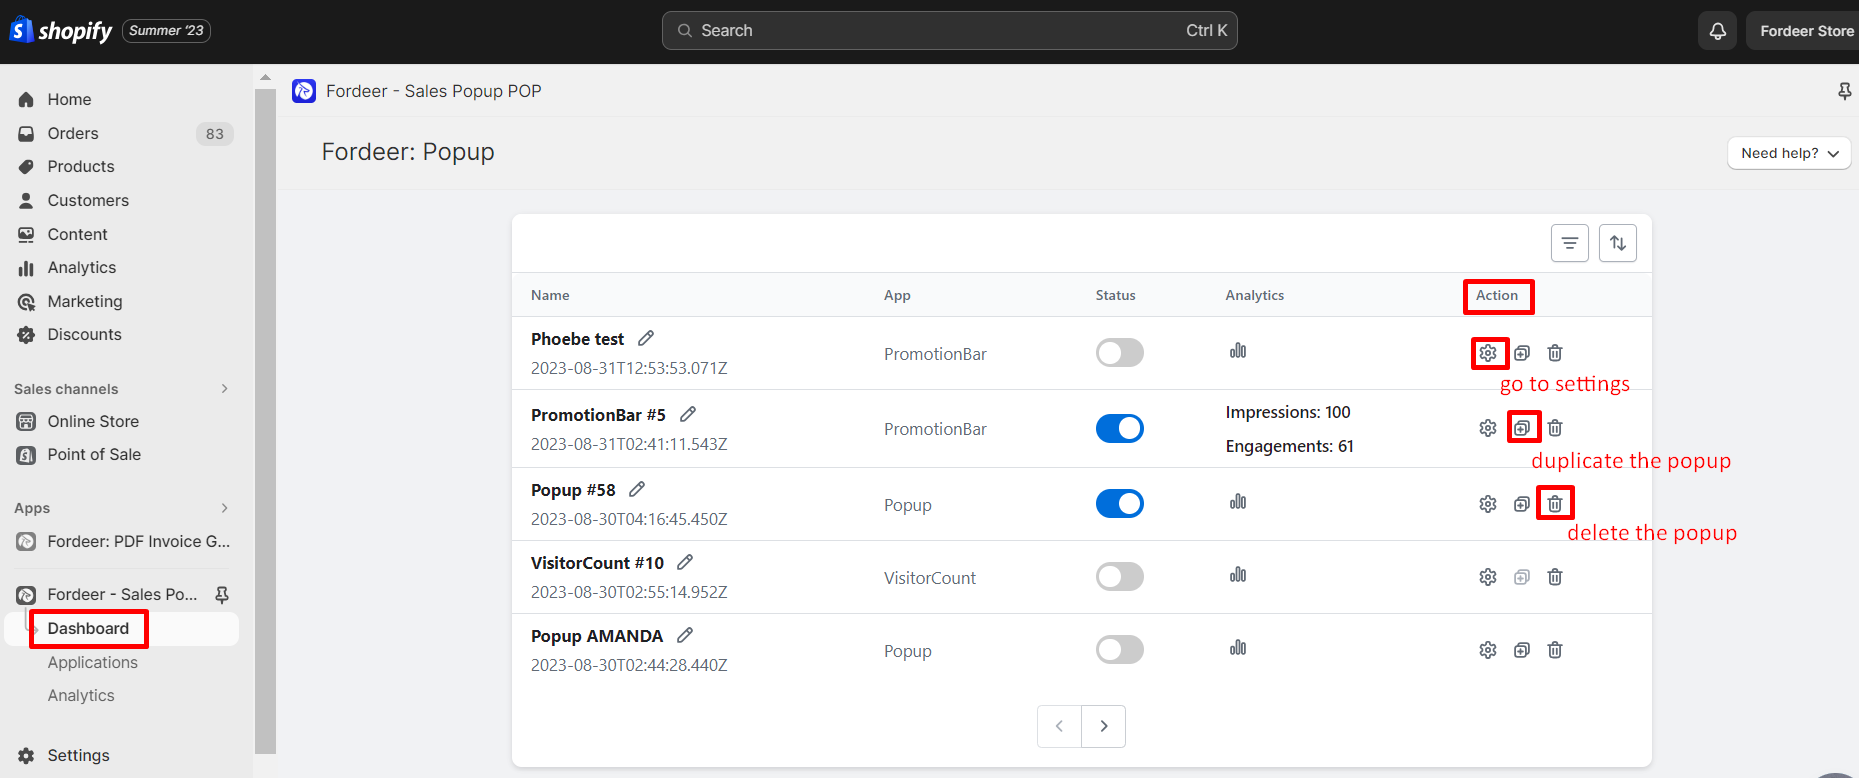 shopify Summer '23
Search Ctrl K
Fordeer Store
Home
Orders 83
Products
Customers
Content
Analytics
Marketing
Discounts
Sales channels
Online Store
Point of Sale
Apps
Fordeer: PDF Invoice G...
Fordeer - Sales Po...
Dashboard
Applications
Analytics
Settings
Fordeer - Sales Popup POP
Fordeer: Popup
Need help?
Name App Status Analytics Action
Phoebe test
2023-08-31T12:53:53.071Z
PromotionBar
go to settings
PromotionBar #5
2023-08-31T02:41:11.543Z
PromotionBar
Impressions: 100
Engagements: 61
duplicate the popup
Popup #58
2023-08-30T04:16:45.450Z
Popup
delete the popup
VisitorCount #10
2023-08-30T02:55:14.952Z
VisitorCount
Popup AMANDA
2023-08-30T02:44:28.440Z
Popup